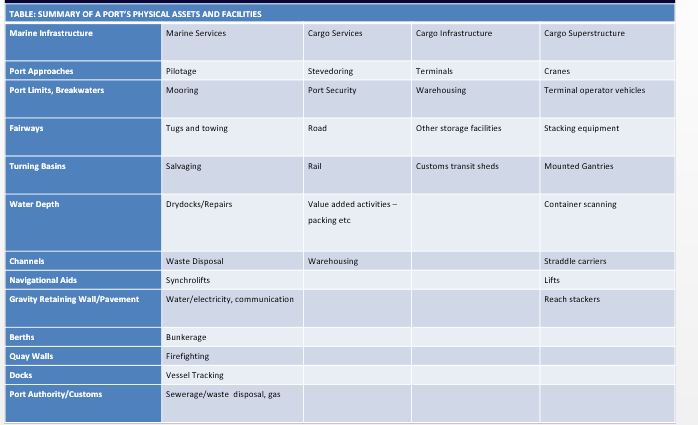 TABLE: SUMMARY OF A PORT'S PHYSICAL ASSETS AND FACILITIES
Marine Infrastructure Marine Services Cargo Services Cargo Infrastructure Cargo Superstructure
Port Approaches Pilotage Stevedoring Terminals Cranes
Port Limits, Breakwaters Mooring Port Security Warehousing Terminal operator vehicles
Fairways Tugs and towing Road Other storage facilities Stacking equipment
Turning Basins Salvaging Rail Customs transit sheds Mounted Gantries
Water Depth Drydocks/Repairs Value added activities – Container scanning
packing etc
Channels Waste Disposal Warehousing Straddle carriers
Navigational Aids Synchrolifts Lifts
Gravity Retaining Wall/Pavement Water/electricity, communication Reach stackers
Berths Bunkerage
Quay Walls Firefighting
Docks Vessel Tracking
Port Authority/Customs Sewerage/waste disposal, gas